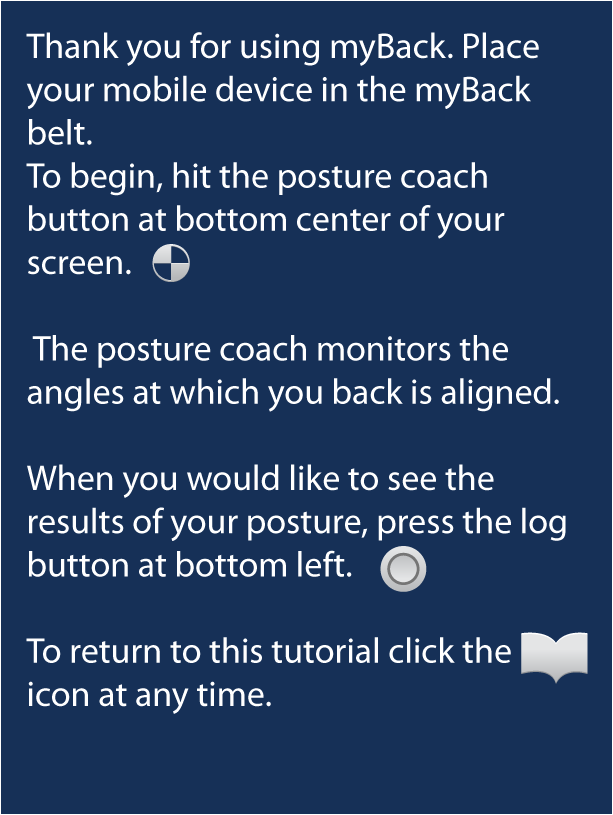 Thank you for using myBack. Place
your mobile device in the myBack
belt.
To begin, hit the posture coach
button at bottom center of your
screen.
The posture coach monitors the
angles at which you back is aligned.
When you would like to see the
results of your posture, press the log
button at bottom left.
To return to this tutorial click the
icon at any time.